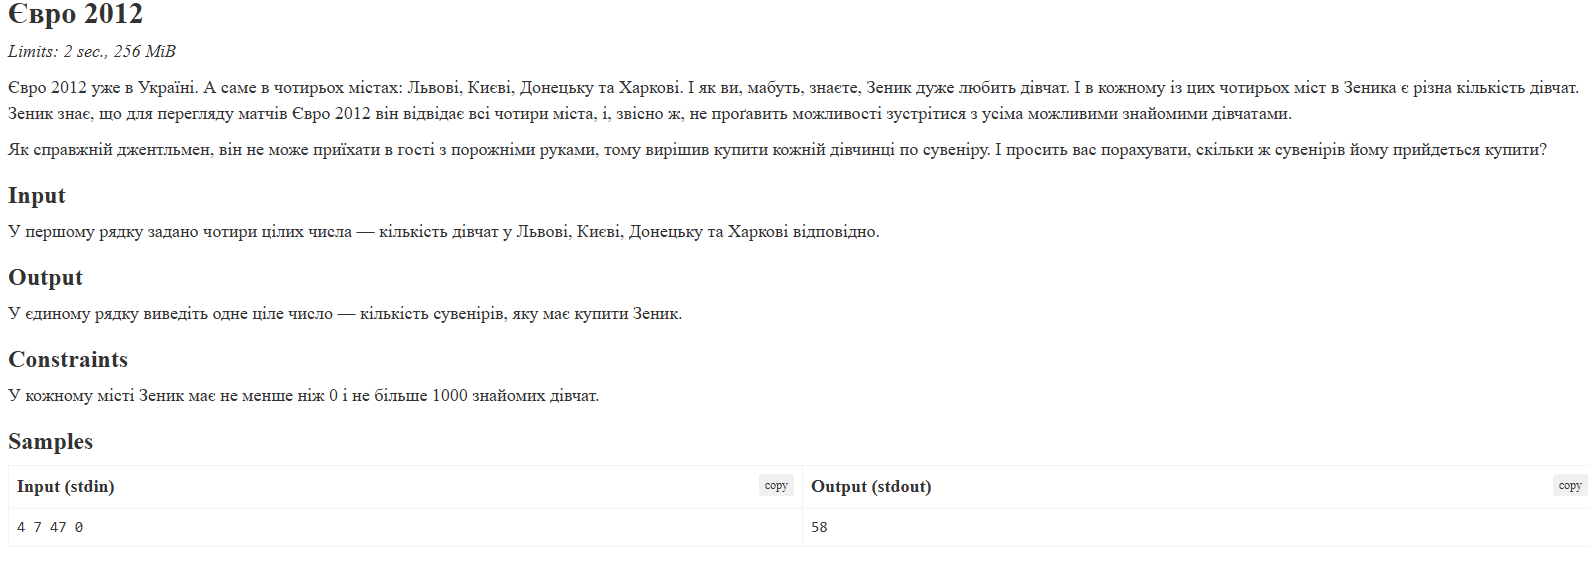 Євро 2012
Limits: 2 sec., 256 MiB
Євро 2012 уже в Україні. А саме в чотирьох містах: Львові, Києві, Донецьку та Харкові. І як ви, мабуть, знаєте, Зеник дуже любить дівчат. І в кожному із цих чотирьох міст в Зеника є різна кількість дівчат.
Зеник знає, що для перегляду матчів Євро 2012 він відвідає всі чотири міста, і, звісно ж, не проґавить можливості зустрітися з усіма можливими знайомими дівчатами.
Як справжній джентльмен, він не може приїхати в гості з порожніми руками, тому вирішив купити кожній дівчинці по сувеніру. І просить вас порахувати, скільки ж сувенірів йому прийдеться купити?
Input
У першому рядку задано чотири цілих числа — кількість дівчат у Львові, Києві, Донецьку та Харкові відповідно.
Output
У єдиному рядку виведіть одне ціле число — кількість сувенірів, яку має купити Зеник.
Constraints
У кожному місті Зеник має не менше ніж 0 і не більше 1000 знайомих дівчат.
Samples
Input (stdin) copy Output (stdout) copy
4 7 47 0 58